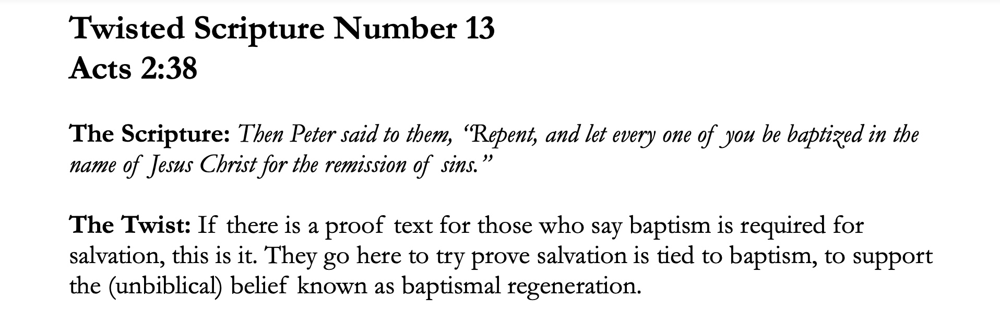 Twisted Scripture Number 13
Acts 2:38
The Scripture: Then Peter said to them, “Repent, and let every one of you be baptized in the
name of Jesus Christ for the remission of sins.”
The Twist: If there is a proof text for those who say baptism is required for
salvation, this is it. They go here to try prove salvation is tied to baptism, to support
the (unbiblical) belief known as baptismal regeneration.